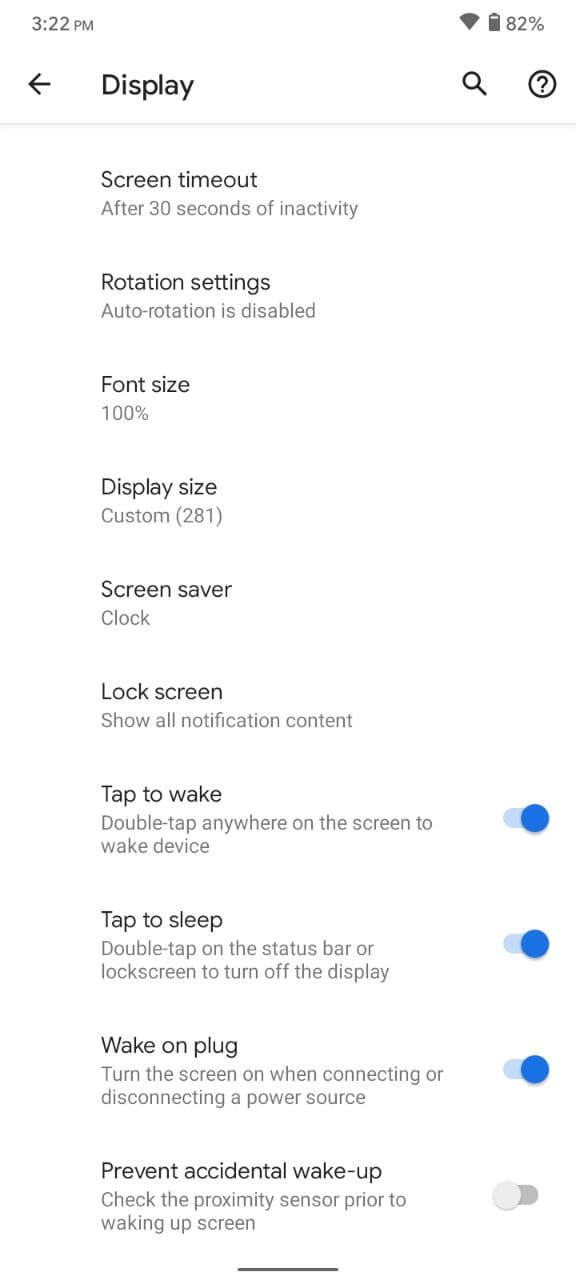 3:22 PM 82%
Display
Screen timeout
After 30 seconds of inactivity
Rotation settings
Auto-rotation is disabled
Font size
100%
Display size
Custom (281)
Screen saver
Clock
Lock screen
Show all notification content
Tap to wake
Double-tap anywhere on the screen to
wake device
Tap to sleep
Double-tap on the status bar or
lockscreen to turn off the display
Wake on plug
Turn the screen on when connecting or
disconnecting a power source
Prevent accidental wake-up
Check the proximity sensor prior to
waking up screen